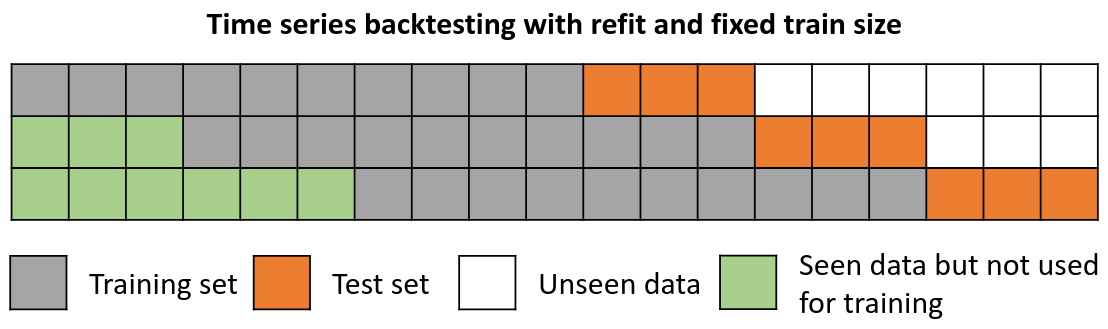 Time series backtesting with refit and fixed train size
Training set
Test set
Unseen data
Seen data but not used
for training